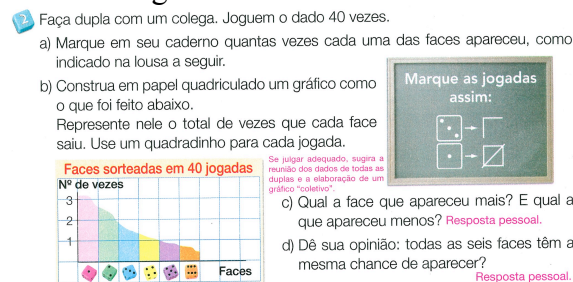 2 Faça dupla com um colega. Joguem o dado 40 vezes.
a) Marque em seu caderno quantas vezes cada uma das faces apareceu, como
indicado na lousa a seguir.
b) Construa em papel quadriculado um gráfico como
o que foi feito abaixo.
Represente nele o total de vezes que cada face
saiu. Use um quadradinho para cada jogada.
Marque as jogadas
assim:
Faces sorteadas em 40 jogadas
Nº de vezes
3
2
1
Faces
Se julgar adequado, sugira a
reunião dos dados de todas as
duplas e a elaboração de um
gráfico "coletivo".
c) Qual a face que apareceu mais? E qual a
que apareceu menos? Resposta pessoal.
d) Dê sua opinião: todas as seis faces têm a
mesma chance de aparecer?
Resposta pessoal.